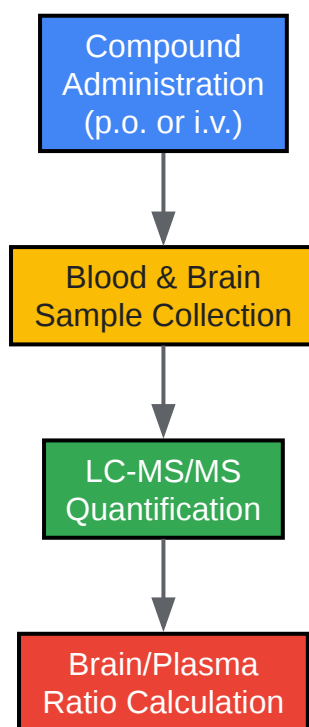 Compound
Administration
(p.o. or i.v.)
Blood & Brain
Sample Collection
LC-MS/MS
Quantification
Brain/Plasma
Ratio Calculation